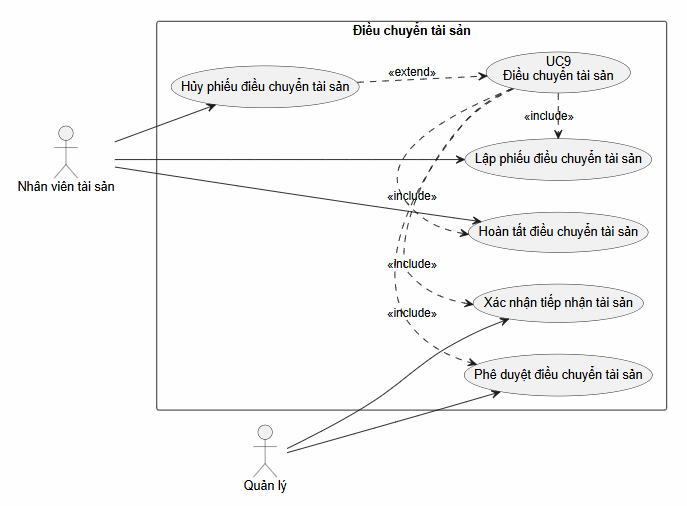 Điều chuyển tài sản
UC9
Điều chuyển tài sản
«extend»
Hủy phiếu điều chuyển tài sản
«include»
Lập phiếu điều chuyển tài sản
Nhân viên tài sản
«include»
Hoàn tất điều chuyển tài sản
«include»
Xác nhận tiếp nhận tài sản
«include»
Phê duyệt điều chuyển tài sản
Quản lý